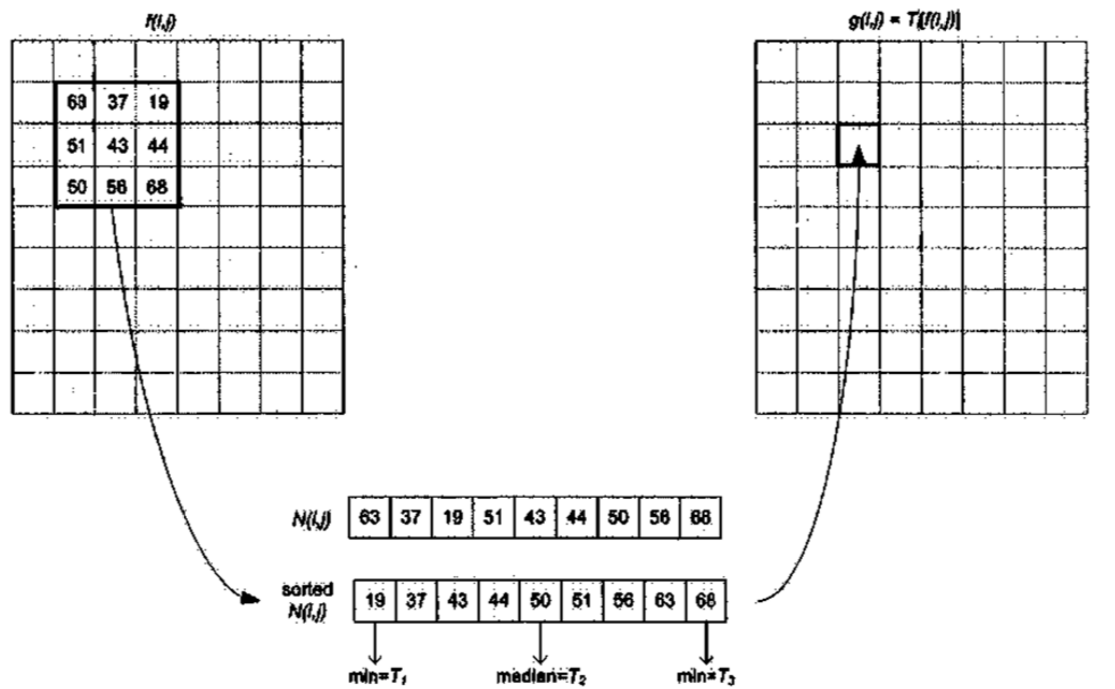 f(i,j)
g(i,j) = T[f(i,j)]
63 37 19
51 43 44
50 56 68
N(i,j) 63 37 19 51 43 44 50 56 68
sorted
N(i,j)
19 37 43 44 50 51 56 63 68
min=T₁ median=T₂ min=T₃